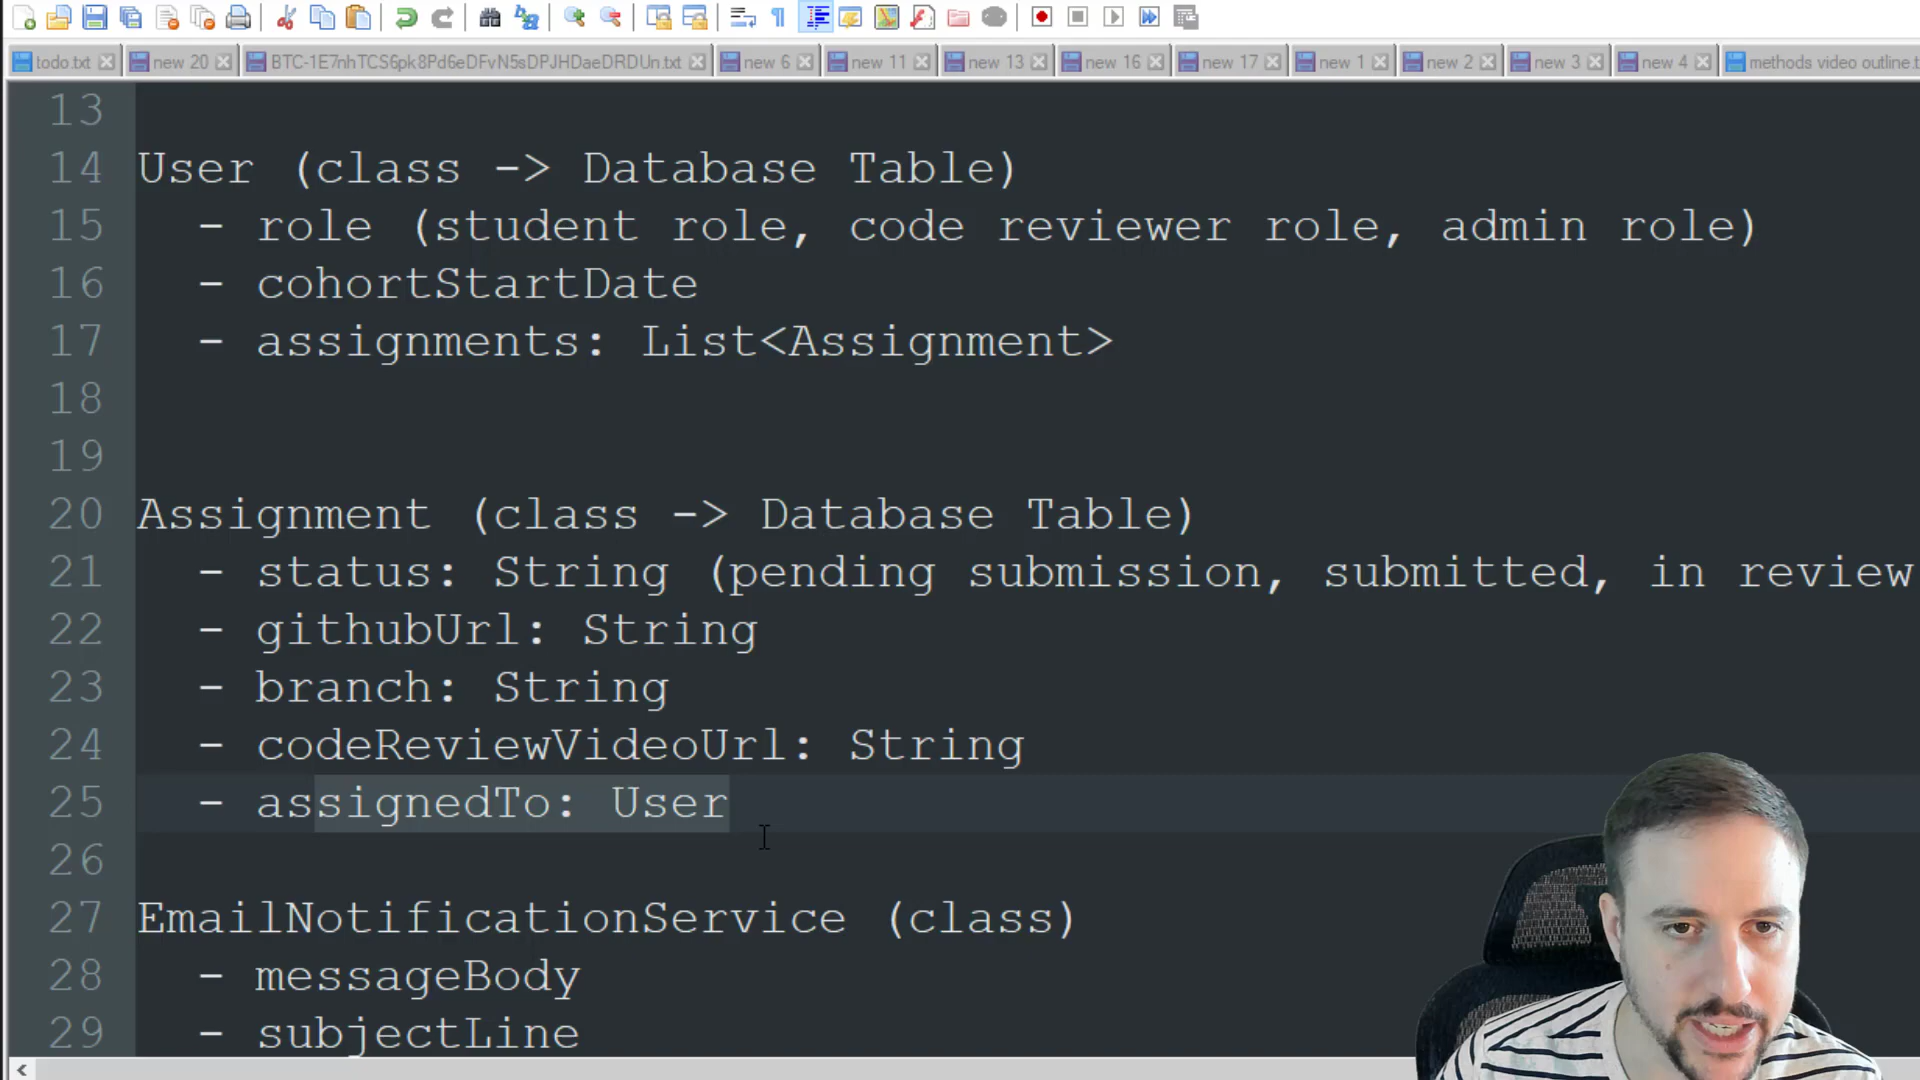 todo.txt new 20 BTC-1E7nhTCS6pk8Pd6eDFvN5sDPJHDaeDRDUn.txt new 6 new 11 new 13 new 16 new 17 new 1 new 2 new 3 new 4 methods video outline.t
13
14 User (class -> Database Table)
15 - role (student role, code reviewer role, admin role)
16 - cohortStartDate
17 - assignments: List<Assignment>
18
19
20 Assignment (class -> Database Table)
21 - status: String (pending submission, submitted, in review
22 - githubUrl: String
23 - branch: String
24 - codeReviewVideoUrl: String
25 - assignedTo: User
26
27 EmailNotificationService (class)
28 - messageBody
29 - subjectLine